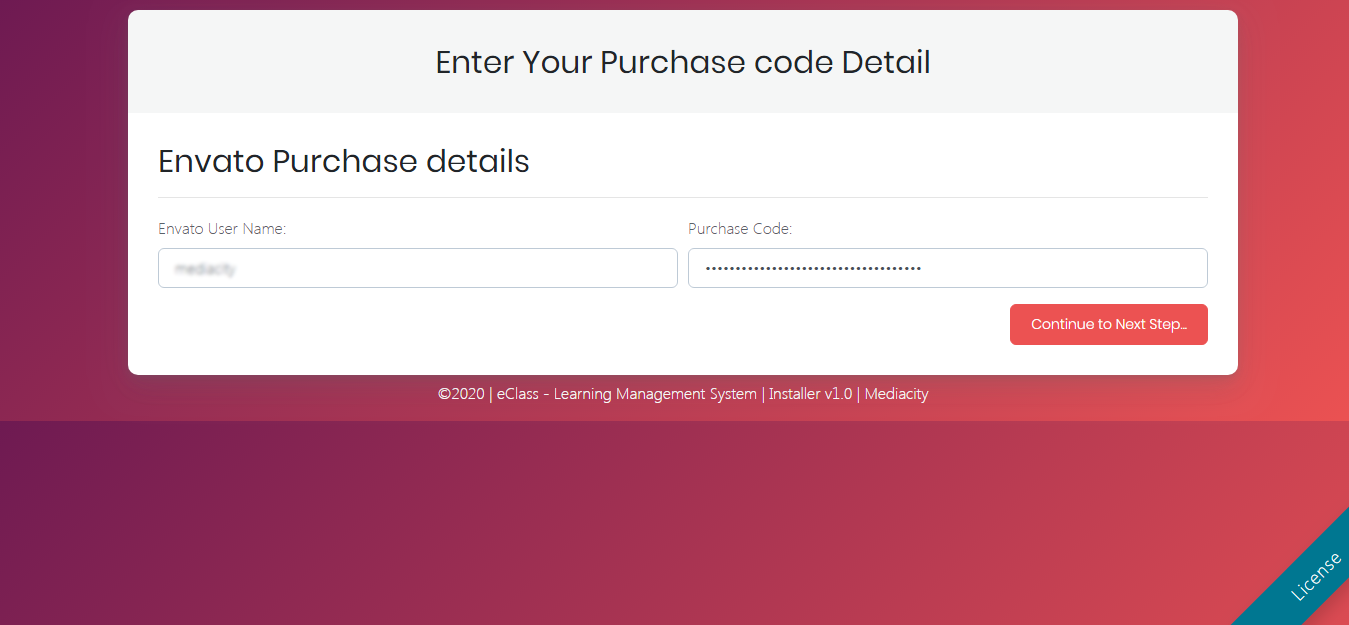 Enter Your Purchase code Detail
Envato Purchase details
Envato User Name:
Purchase Code:
mediacity
••••••••••••••••••••••••••••••••••••
Continue to Next Step...
©2020 | eClass - Learning Management System | Installer v1.0 | Mediacity
License